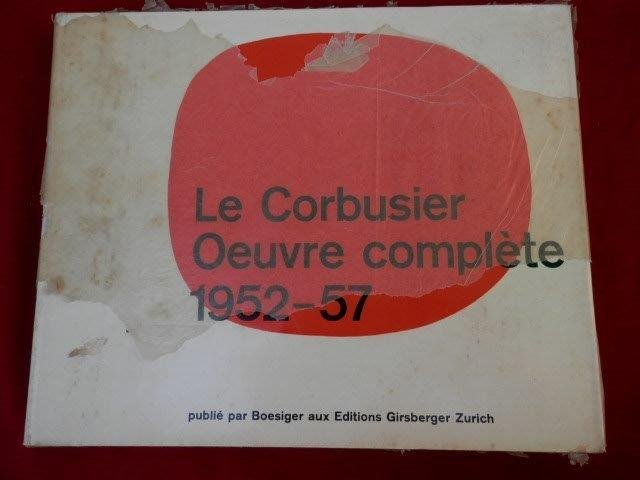 Le Corbusier
Oeuvre complète
1952-57
publié par Boesiger aux Editions Girsberger Zurich